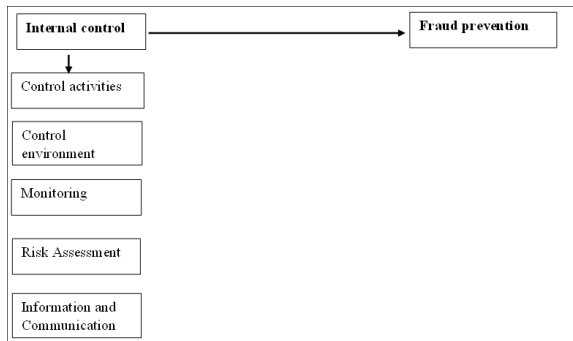 Internal control
Fraud prevention
Control activities
Control
environment
Monitoring
Risk Assessment
Information and
Communication